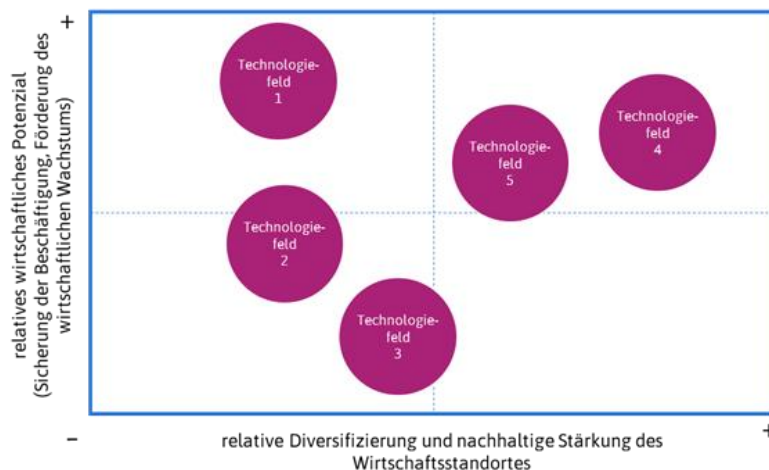 +
relatives wirtschaftliches Potenzial
(Sicherung der Beschäftigung, Förderung des
wirtschaftlichen Wachstums)
Technologie-
feld
1
Technologie-
feld
4
Technologie-
feld
5
Technologie-
feld
2
Technologie-
feld
3
–
+
relative Diversifizierung und nachhaltige Stärkung des
Wirtschaftsstandortes